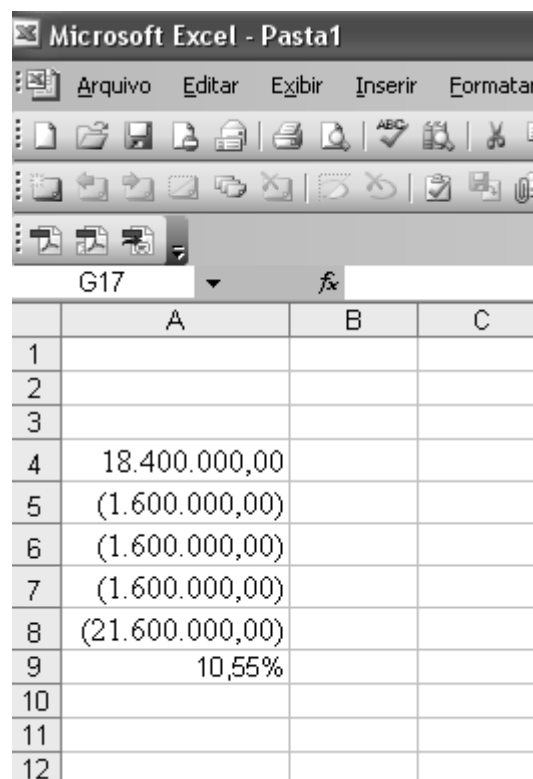 Microsoft Excel - Pasta1
Arquivo Editar Exibir Inserir Formatar
ABC
G17 fx
A B C
1
2
3
4 18.400.000,00
5 (1.600.000,00)
6 (1.600.000,00)
7 (1.600.000,00)
8 (21.600.000,00)
9 10,55%
10
11
12